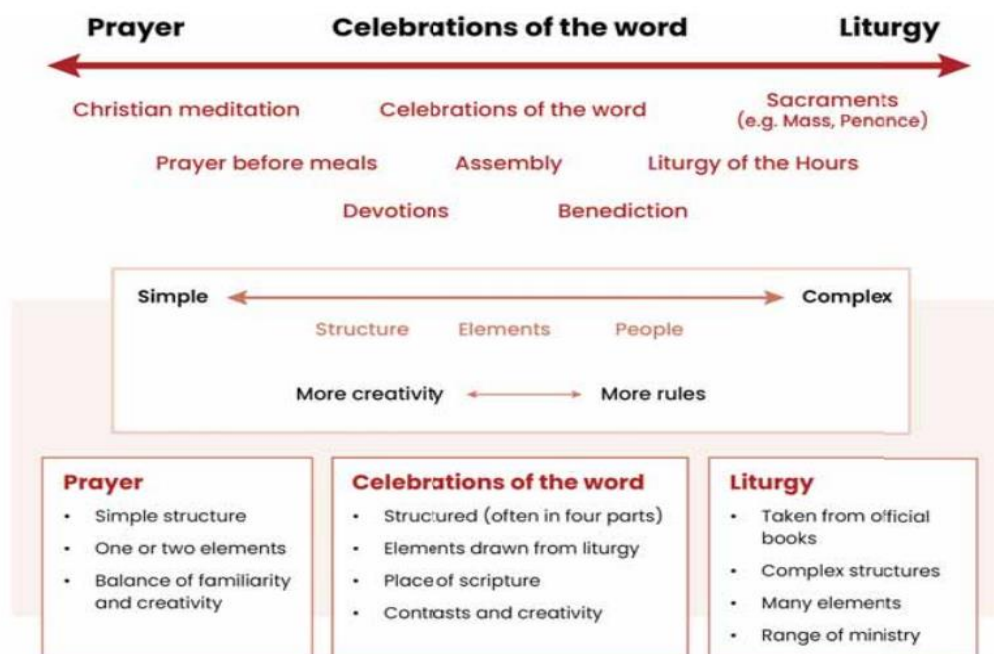 Prayer Celebrations of the word Liturgy
Christian meditation Celebrations of the word Sacraments
(e.g. Mass, Penance)
Prayer before meals Assembly Liturgy of the Hours
Devotions Benediction
Simple Complex
Structure Elements People
More creativity More rules
Prayer
• Simple structure
• One or two elements
• Balance of familiarity
and creativity
Celebrations of the word
• Structured (often in four parts)
• Elements drawn from liturgy
• Place of scripture
• Contrasts and creativity
Liturgy
• Taken from official
books
• Complex structures
• Many elements
• Range of ministry